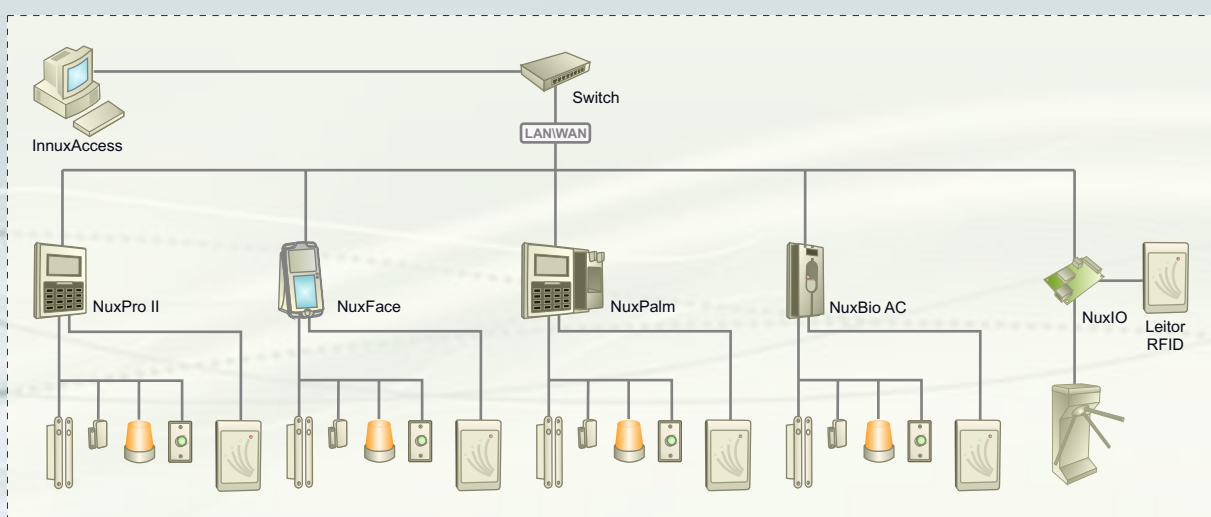 InnuxAccess
Switch
LAN\WAN
NuxPro II
NuxFace
NuxPalm
NuxBio AC
NuxIO
Leitor
RFID